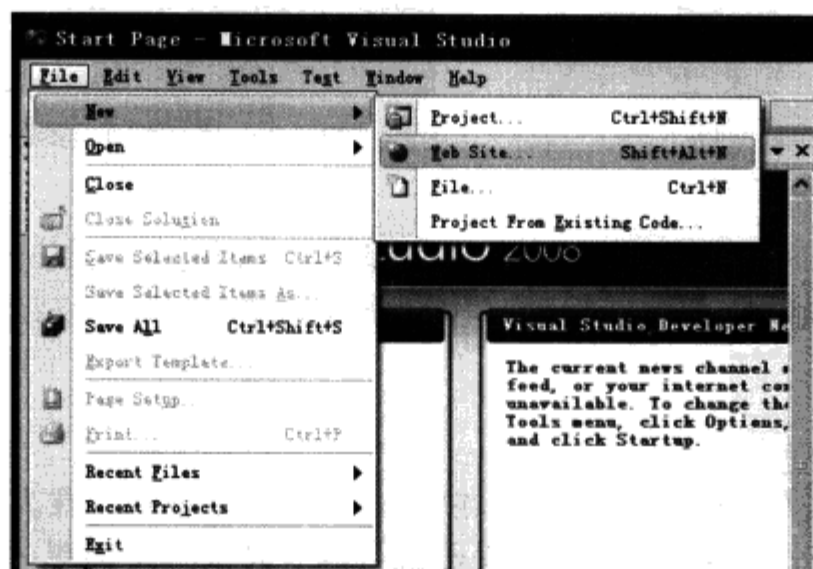 Start Page - Microsoft Visual Studio
File Edit View Tools Test Window Help
New
Open
Close
Close Solution
Save Selected Items Ctrl+S
Save Selected Items As...
Save All Ctrl+Shift+S
Export Template...
Page Setup...
Print... Ctrl+P
Recent Files
Recent Projects
Exit
Project... Ctrl+Shift+N
Web Site... Shift+Alt+N
File... Ctrl+N
Project From Existing Code...
2008
Visual Studio Developer
The current news channel
feed, or your internet
unavailable. To change
Tools menu, click Options,
and click Startup.